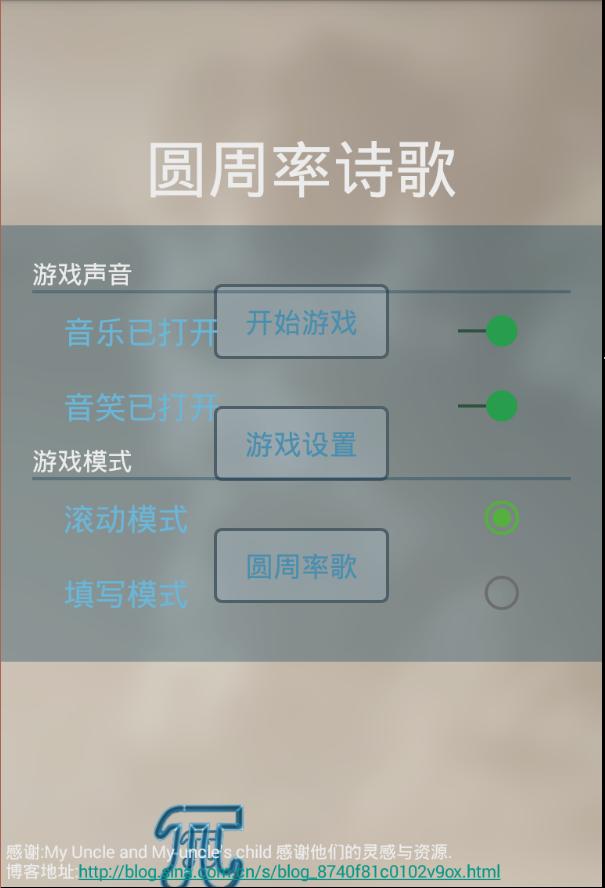 圆周率诗歌
游戏声音
开始游戏
音乐已打开
音笑已打开
游戏设置
游戏模式
滚动模式
圆周率歌
填写模式
π
感谢:My Uncle and My uncle's child 感谢他们的灵感与资源.
博客地址:http://blog.sina.com.cn/s/blog_8740f81c0102v9ox.html